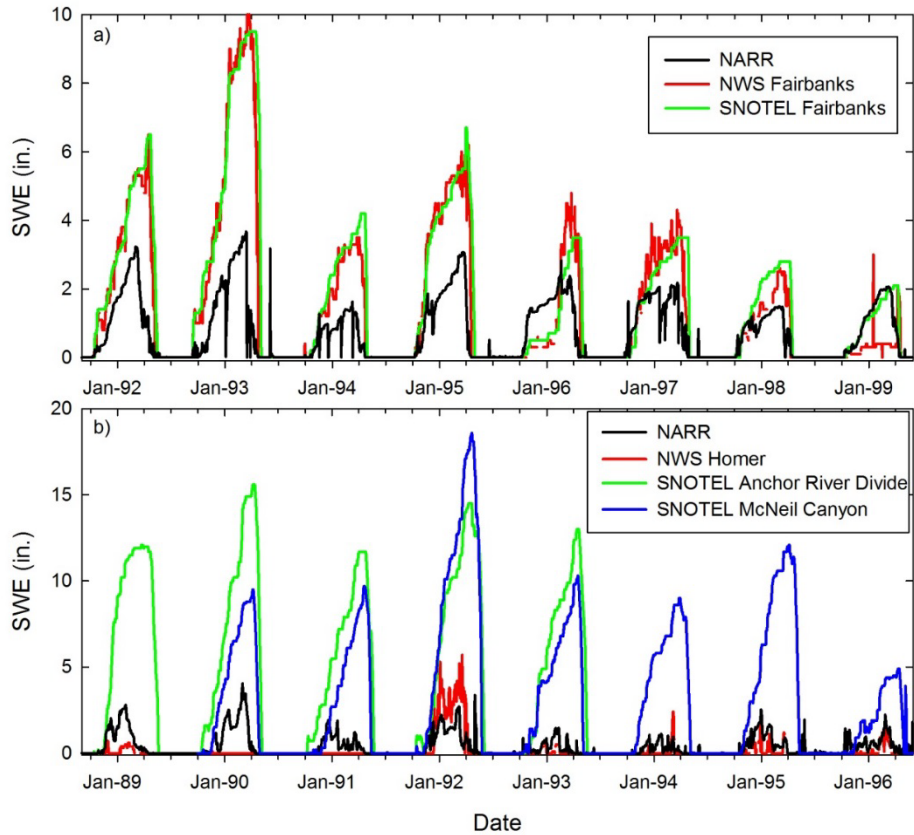 a)
SWE (in.)
10
8
6
4
2
0
NARR
NWS Fairbanks
SNOTEL Fairbanks
Jan-92 Jan-93 Jan-94 Jan-95 Jan-96 Jan-97 Jan-98 Jan-99
b)
SWE (in.)
20
15
10
5
0
NARR
NWS Homer
SNOTEL Anchor River Divide
SNOTEL McNeil Canyon
Jan-89 Jan-90 Jan-91 Jan-92 Jan-93 Jan-94 Jan-95 Jan-96
Date